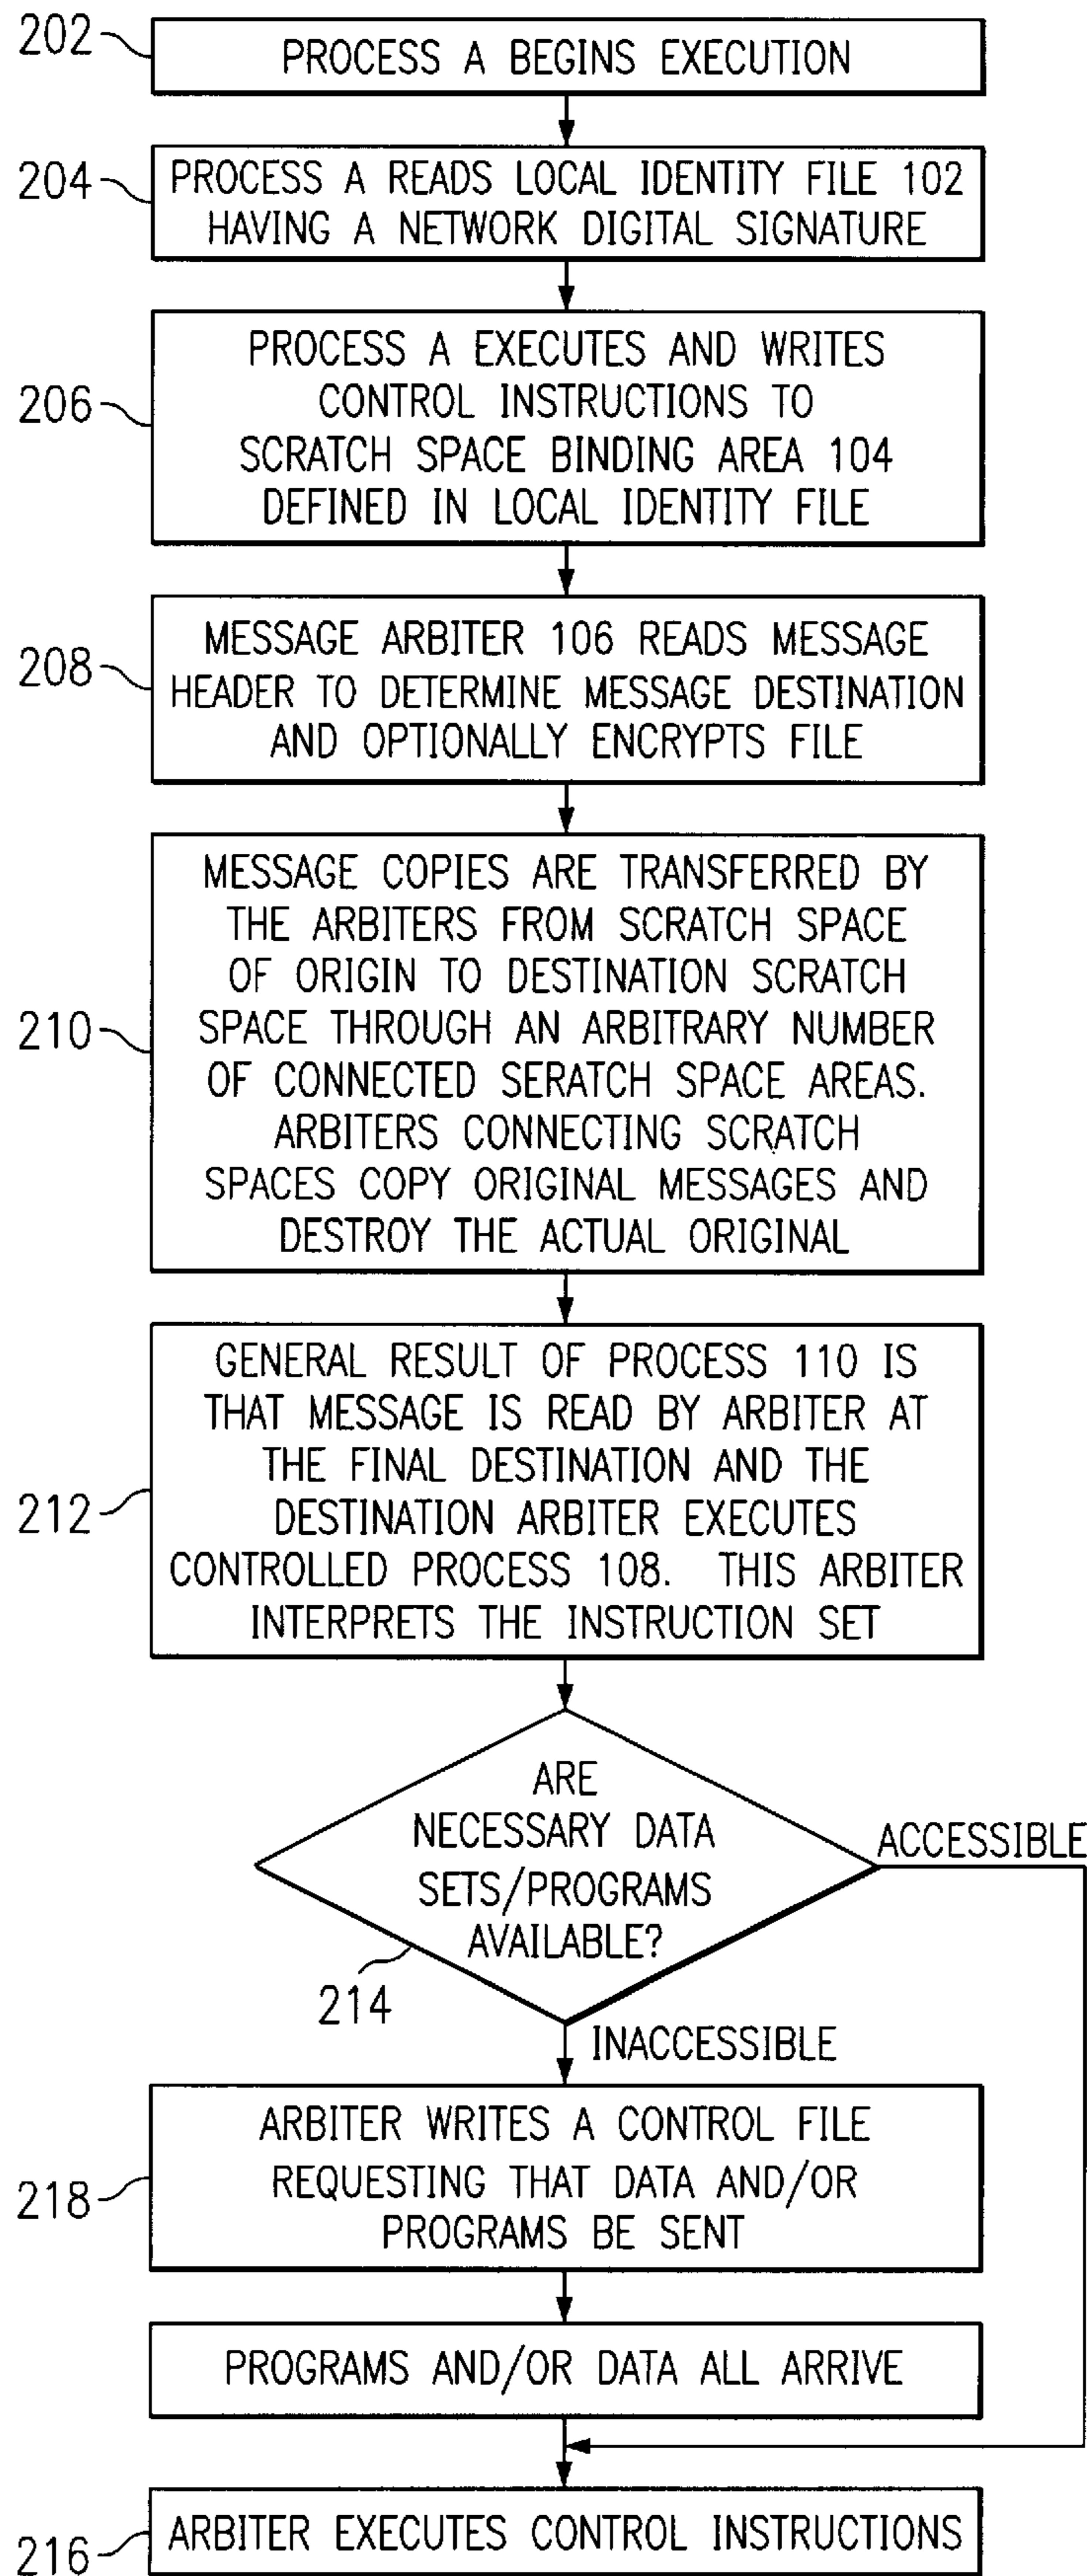 202
PROCESS A BEGINS EXECUTION
204
PROCESS A READS LOCAL IDENTITY FILE 102
HAVING A NETWORK DIGITAL SIGNATURE
206
PROCESS A EXECUTES AND WRITES
CONTROL INSTRUCTIONS TO
SCRATCH SPACE BINDING AREA 104
DEFINED IN LOCAL IDENTITY FILE
208
MESSAGE ARBITER 106 READS MESSAGE
HEADER TO DETERMINE MESSAGE DESTINATION
AND OPTIONALLY ENCRYPTS FILE
210
MESSAGE COPIES ARE TRANSFERRED BY
THE ARBITERS FROM SCRATCH SPACE
OF ORIGIN TO DESTINATION SCRATCH
SPACE THROUGH AN ARBITRARY NUMBER
OF CONNECTED SERATCH SPACE AREAS.
ARBITERS CONNECTING SCRATCH
SPACES COPY ORIGINAL MESSAGES AND
DESTROY THE ACTUAL ORIGINAL
212
GENERAL RESULT OF PROCESS 110 IS
THAT MESSAGE IS READ BY ARBITER AT
THE FINAL DESTINATION AND THE
DESTINATION ARBITER EXECUTES
CONTROLLED PROCESS 108. THIS ARBITER
INTERPRETS THE INSTRUCTION SET
ARE
NECESSARY DATA
SETS/PROGRAMS
AVAILABLE?
ACCESSIBLE
214
INACCESSIBLE
218
ARBITER WRITES A CONTROL FILE
REQUESTING THAT DATA AND/OR
PROGRAMS BE SENT
PROGRAMS AND/OR DATA ALL ARRIVE
216
ARBITER EXECUTES CONTROL INSTRUCTIONS